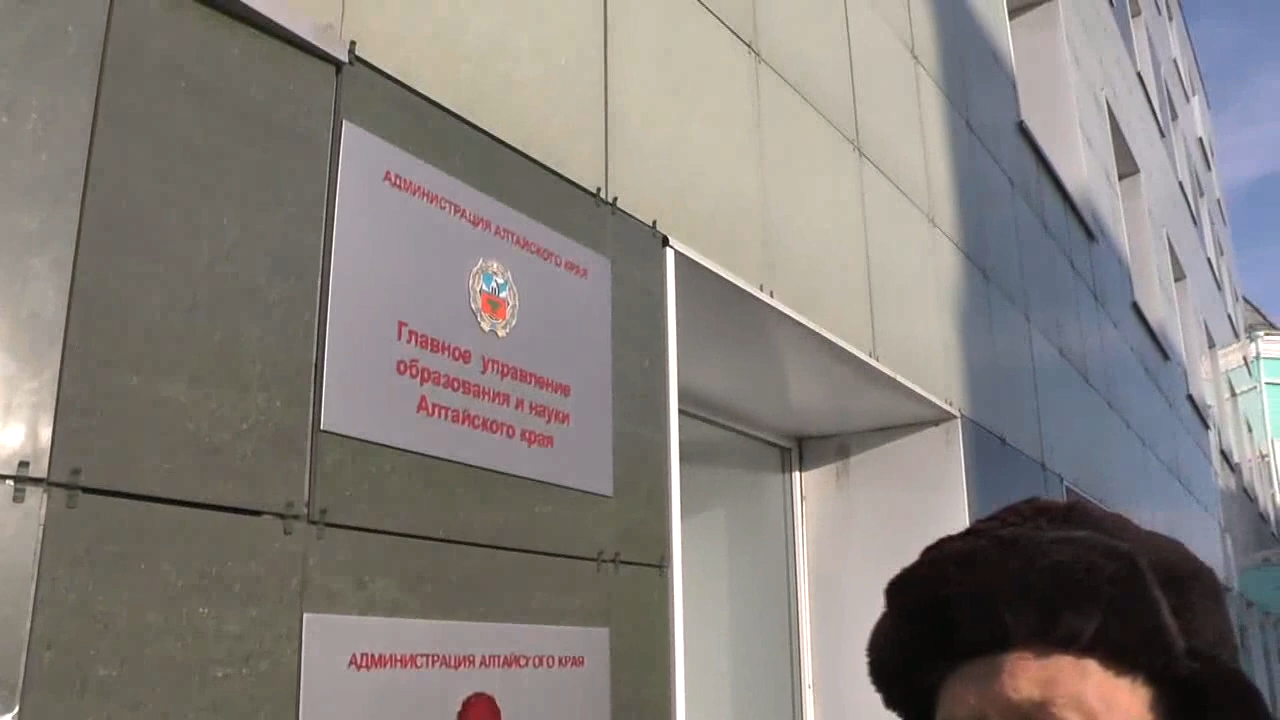 АДМИНИСТРАЦИЯ АЛТАЙСКОГО КРАЯ
Главное управление
образования и науки
Алтайского края
АДМИНИСТРАЦИЯ АЛТАЙСКОГО КРАЯ